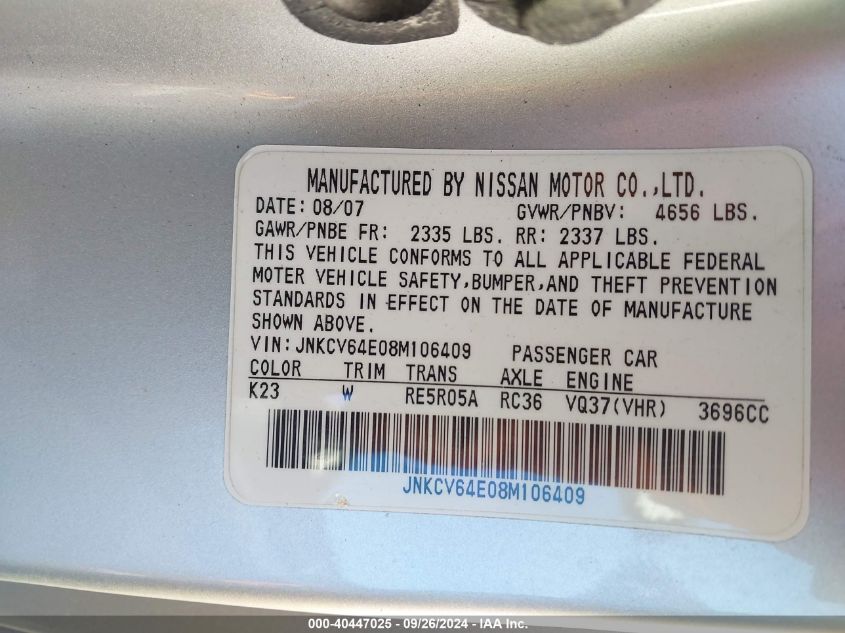 MANUFACTURED BY NISSAN MOTOR CO.,LTD.
DATE: 08/07 GVWR/PNBV: 4656 LBS.
GAWR/PNBE FR: 2335 LBS. RR: 2337 LBS.
THIS VEHICLE CONFORMS TO ALL APPLICABLE FEDERAL
MOTER VEHICLE SAFETY,BUMPER,AND THEFT PREVENTION
STANDARDS IN EFFECT ON THE DATE OF MANUFACTURE
SHOWN ABOVE.
VIN: JNKCV64E08M106409 PASSENGER CAR
COLOR TRIM TRANS AXLE ENGINE
K23 W RE5R05A RC36 VQ37(VHR) 3696CC
JNKCV64E08M106409
000-40447025 - 09/26/2024 - IAA Inc.